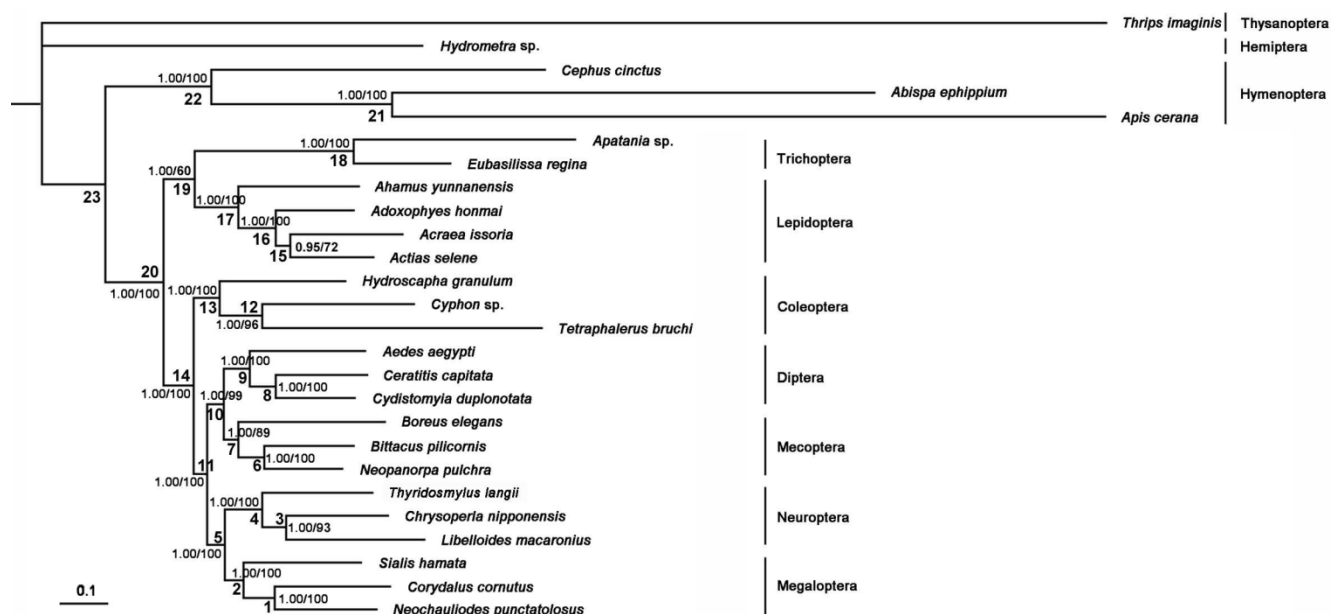 Thrips imaginis Thysanoptera
Hydrometra sp. Hemiptera
Cephus cinctus
1.00/100
22
Abispa ephippium
1.00/100
Hymenoptera
21
Apis cerana
Apatania sp.
1.00/100
18
Eubasilissa regina
Trichoptera
1.00/60
19
23
Ahamus yunnanensis
1.00/100
17
Adoxophyes honmai
1.00/100
16
Lepidoptera
Acraea issoria
0.95/72
15
Actias selene
20
1.00/100
Hydroscapha granulum
1.00/100
13
12
Cyphon sp.
Coleoptera
1.00/96
Tetraphalerus bruchi
Aedes aegypti
1.00/100
9
14
Ceratitis capitata
Diptera
8
1.00/100
1.00/100
1.00/99
Cydistomyia duplonotata
10
Boreus elegans
1.00/89
7
Bittacus pilicornis
Mecoptera
6
1.00/100
11
Neopanorpa pulchra
1.00/100
Thyridosmylus langii
1.00/100
4
3
Chrysoperla nipponensis
Neuroptera
1.00/93
5
Libelloides macaronius
1.00/100
Sialis hamata
1.00/100
2
Corydalus cornutus
Megaloptera
0.1
1
1.00/100
Neochauliodes punctatolosus